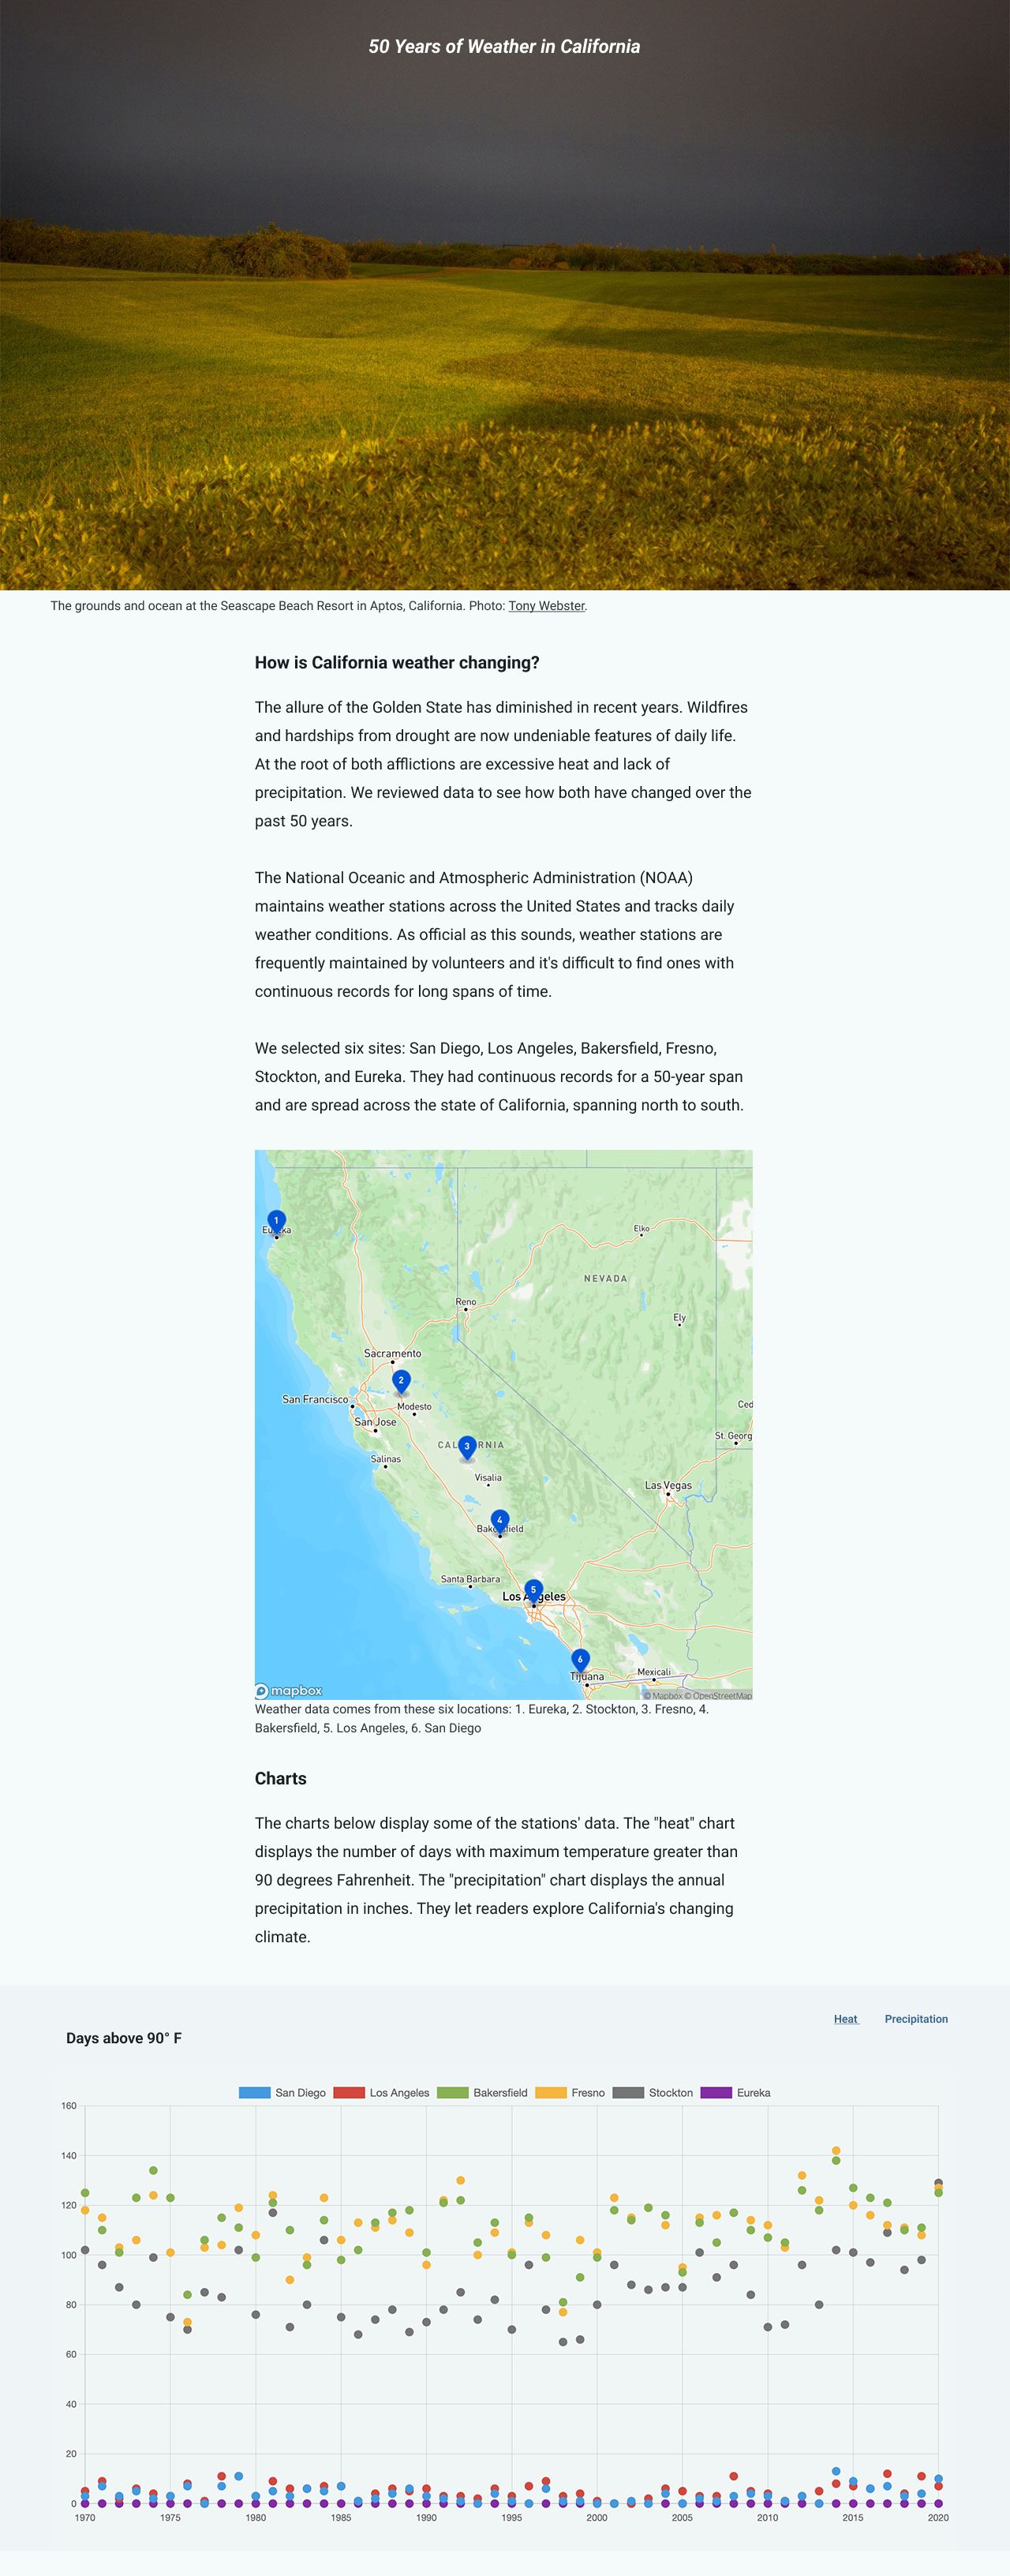 50 Years of Weather in California
The grounds and ocean at the Seascape Beach Resort in Aptos, California. Photo: Tony Webster.
How is California weather changing?
The allure of the Golden State has diminished in recent years. Wildfires
and hardships from drought are now undeniable features of daily life.
At the root of both afflictions are excessive heat and lack of
precipitation. We reviewed data to see how both have changed over the
past 50 years.
The National Oceanic and Atmospheric Administration (NOAA)
maintains weather stations across the United States and tracks daily
weather conditions. As official as this sounds, weather stations are
frequently maintained by volunteers and it's difficult to find ones with
continuous records for long spans of time.
We selected six sites: San Diego, Los Angeles, Bakersfield, Fresno,
Stockton, and Eureka. They had continuous records for a 50-year span
and are spread across the state of California, spanning north to south.
1
Eureka
Elko
NEVADA
Reno
Ely
Sacramento
2
San Francisco
Modesto
Ced
San Jose
St. Georg
3
CALIFORNIA
Salinas
Visalia
Las Vegas
4
Bakersfield
Santa Barbara
5
Los Angeles
6
Tijuana
Mexicali
mapbox
© Mapbox © OpenStreetMap
Weather data comes from these six locations: 1. Eureka, 2. Stockton, 3. Fresno, 4.
Bakersfield, 5. Los Angeles, 6. San Diego
Charts
The charts below display some of the stations' data. The "heat" chart
displays the number of days with maximum temperature greater than
90 degrees Fahrenheit. The "precipitation" chart displays the annual
precipitation in inches. They let readers explore California's changing
climate.
Heat Precipitation
Days above 90° F
San Diego Los Angeles Bakersfield Fresno Stockton Eureka
160
140
120
100
80
60
40
20
0
1970 1975 1980 1985 1990 1995 2000 2005 2010 2015 2020